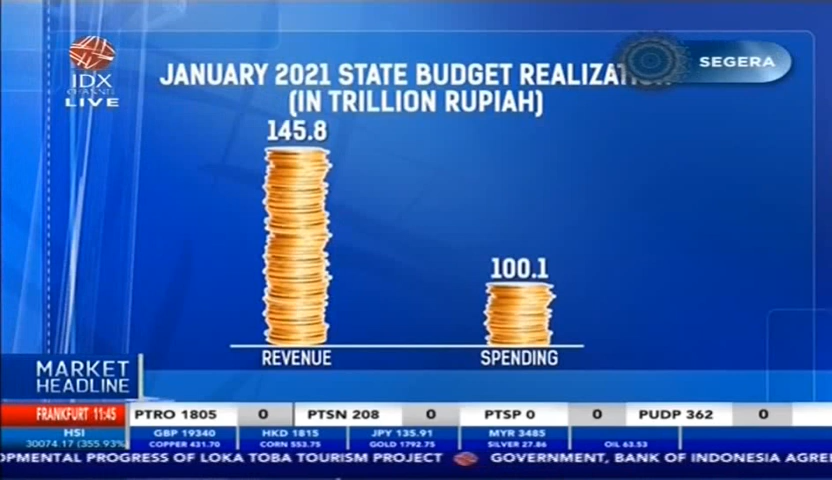 IDX
CHANNEL
LIVE
SEGERA
JANUARY 2021 STATE BUDGET
(IN TRILLION RUPIAH)
145.8
100.1
REVENUE
SPENDING
MARKET
HEADLINE
FRANKFURT 11:45
PTRO 1805 0 PTSN 208 0 PTSP 0 0 PUDP 362 0
HSI
30074.17 (355.93%)
GBP 19340 HKD 1815 JPY 135.91 MYR 3485
COPPER 431.70 CORN 553.75 GOLD 1792.75 SILVER 27.86 OIL 63.53
OF LOKA TOBA TOURISM PROJECT GOVERNMENT, BANK OF INDONESIA
PROGRESS